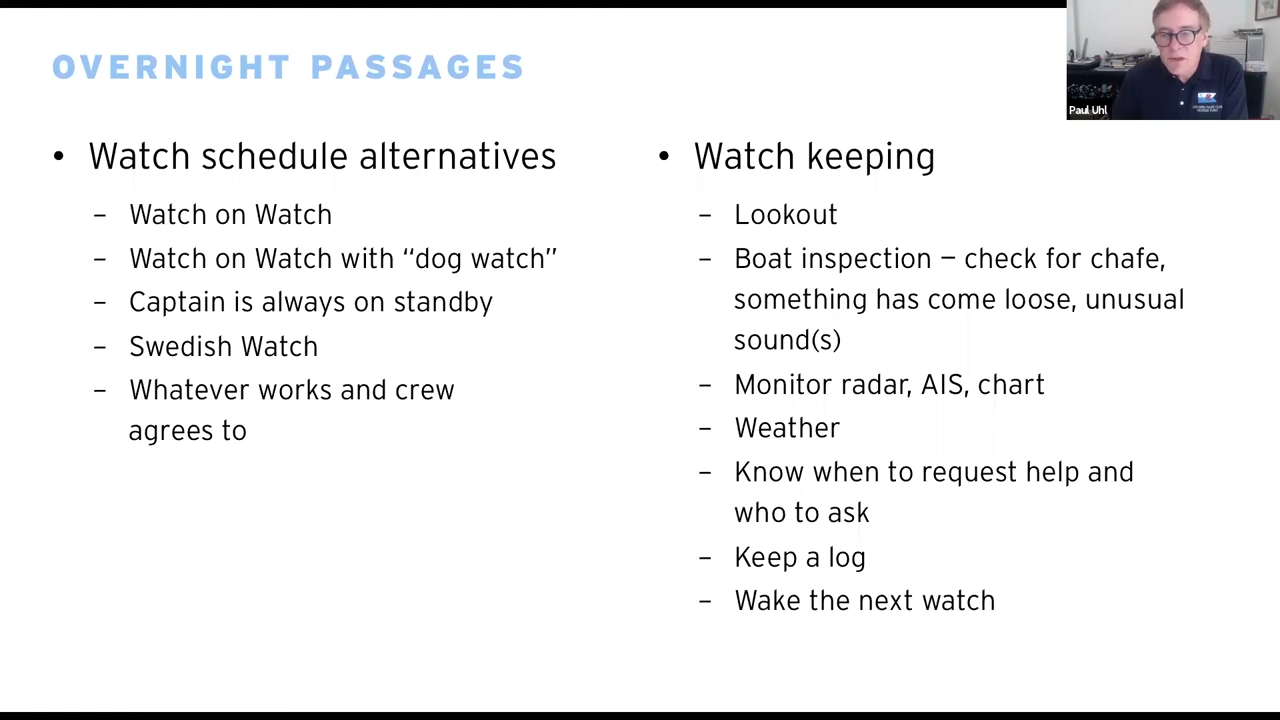 OVERNIGHT PASSAGES
• Watch schedule alternatives
– Watch on Watch
– Watch on Watch with “dog watch”
– Captain is always on standby
– Swedish Watch
– Whatever works and crew
agrees to
• Watch keeping
– Lookout
– Boat inspection – check for chafe,
something has come loose, unusual
sound(s)
– Monitor radar, AIS, chart
– Weather
– Know when to request help and
who to ask
– Keep a log
– Wake the next watch
Paul Uhl